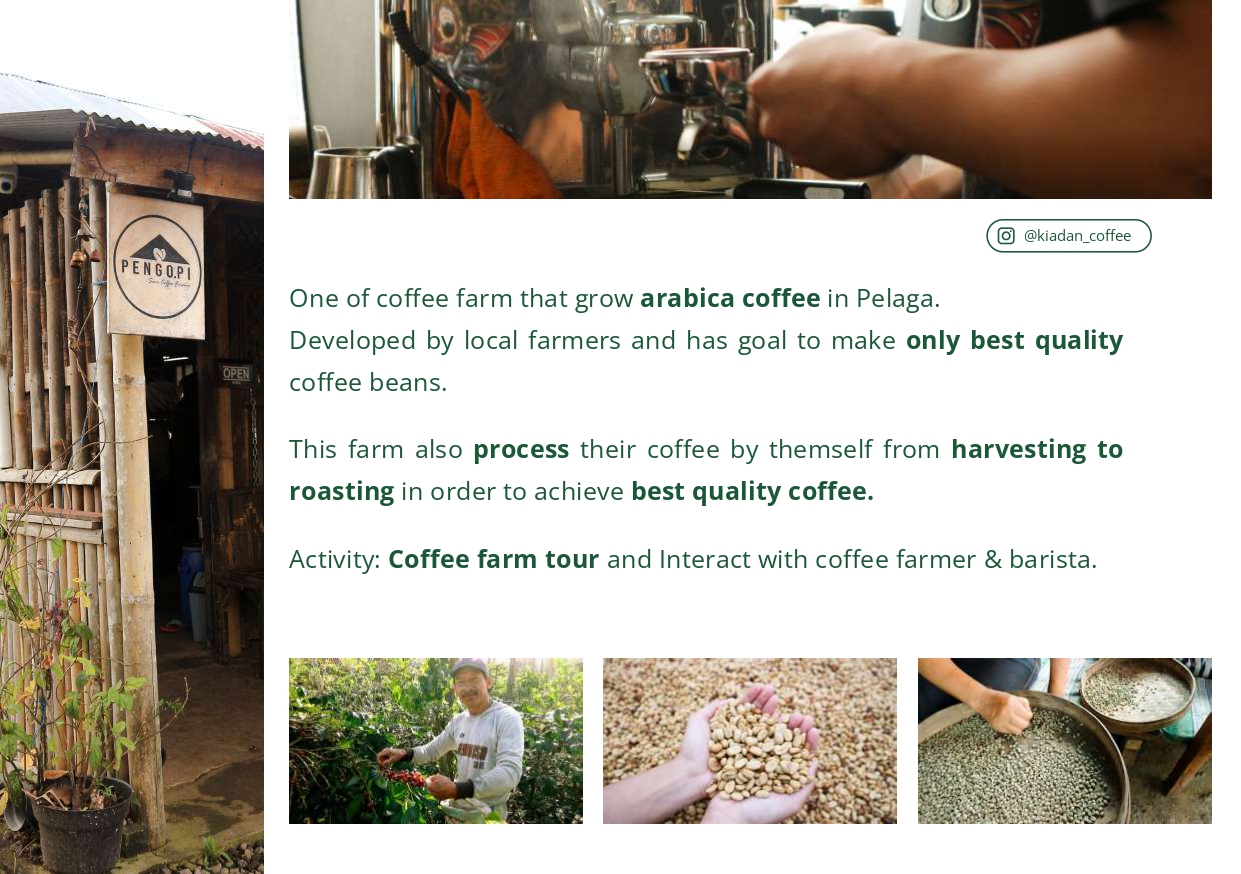 PENGO.PI
OPEN
@kiadan_coffee
One of coffee farm that grow arabica coffee in Pelaga.
Developed by local farmers and has goal to make only best quality
coffee beans.
This farm also process their coffee by themself from harvesting to
roasting in order to achieve best quality coffee.
Activity: Coffee farm tour and Interact with coffee farmer & barista.